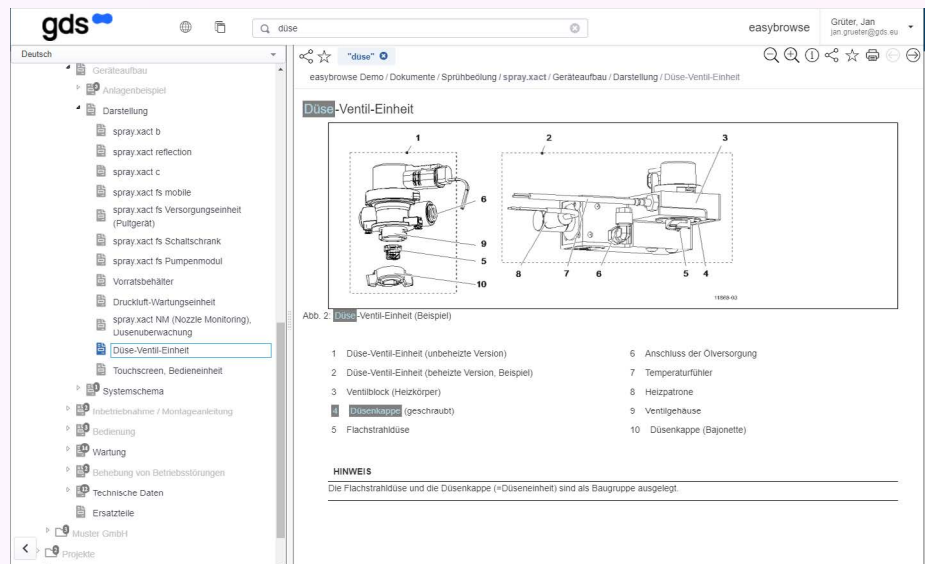 gds
düse
easybrowse
Grüter, Jan
jan.grueter@gds.eu
Deutsch
Geräteaufbau
Anlagenbeispiel
Darstellung
spray.xact b
spray.xact reflection
spray.xact c
spray.xact fs mobile
spray.xact fs Versorgungseinheit
(Pultgerät)
spray.xact fs Schaltschrank
spray.xact fs Pumpenmodul
Vorratsbehälter
Druckluft-Wartungseinheit
spray.xact NM (Nozzle Monitoring),
Düsenüberwachung
Düse-Ventil-Einheit
Touchscreen, Bedieneinheit
Systemschema
Inbetriebnahme / Montageanleitung
Bedienung
Wartung
Behebung von Betriebsstörungen
Technische Daten
Ersatzteile
Muster GmbH
Projekte
"düse"
easybrowse Demo / Dokumente / Sprühbeölung / spray.xact / Geräteaufbau / Darstellung / Düse-Ventil-Einheit
Düse-Ventil-Einheit
1 2 3
6
9
5
10
8 7 6 5 4
Abb. 2: Düse-Ventil-Einheit (Beispiel)
1 Düse-Ventil-Einheit (unbeheizte Version)
2 Düse-Ventil-Einheit (beheizte Version, Beispiel)
3 Ventilblock (Heizkörper)
4 Düsenkappe (geschraubt)
5 Flachstrahldüse
6 Anschluss der Ölversorgung
7 Temperaturfühler
8 Heizpatrone
9 Ventilgehäuse
10 Düsenkappe (Bajonette)
HINWEIS
Die Flachstrahldüse und die Düsenkappe (=Düseneinheit) sind als Baugruppe ausgelegt.